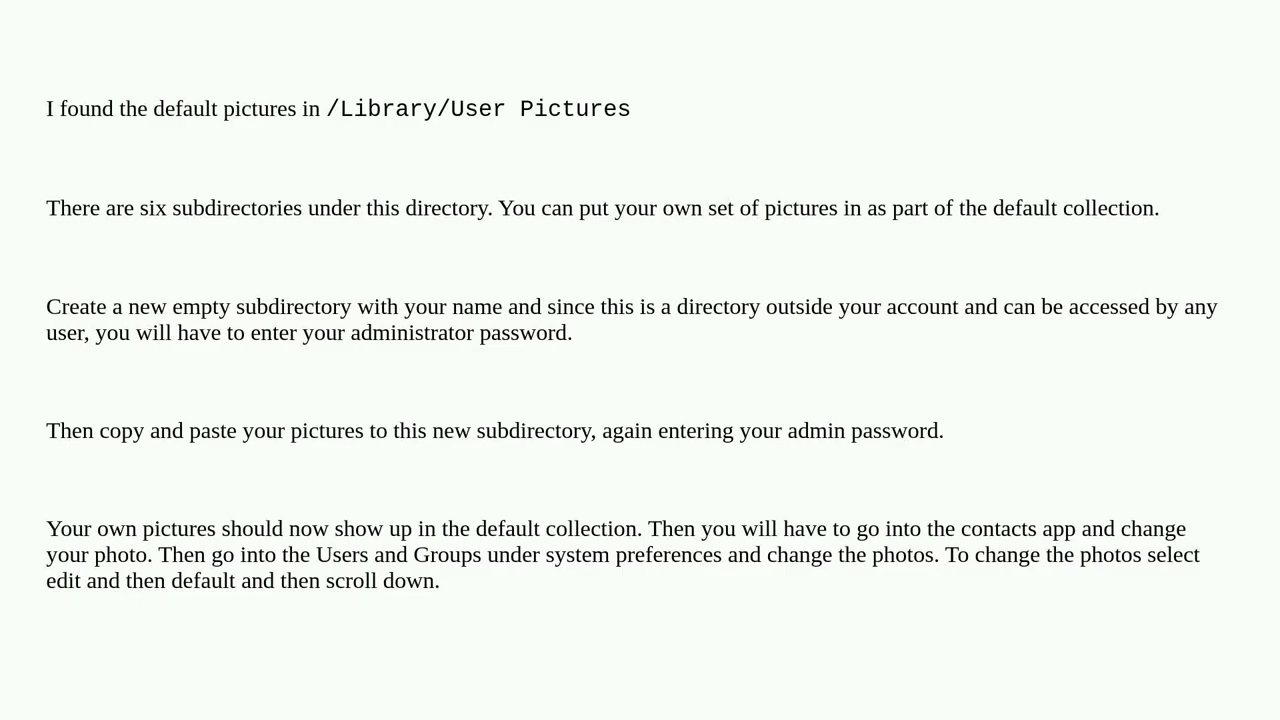 I found the default pictures in /Library/User Pictures
There are six subdirectories under this directory. You can put your own set of pictures in as part of the default collection.
Create a new empty subdirectory with your name and since this is a directory outside your account and can be accessed by any
user, you will have to enter your administrator password.
Then copy and paste your pictures to this new subdirectory, again entering your admin password.
Your own pictures should now show up in the default collection. Then you will have to go into the contacts app and change
your photo. Then go into the Users and Groups under system preferences and change the photos. To change the photos select
edit and then default and then scroll down.